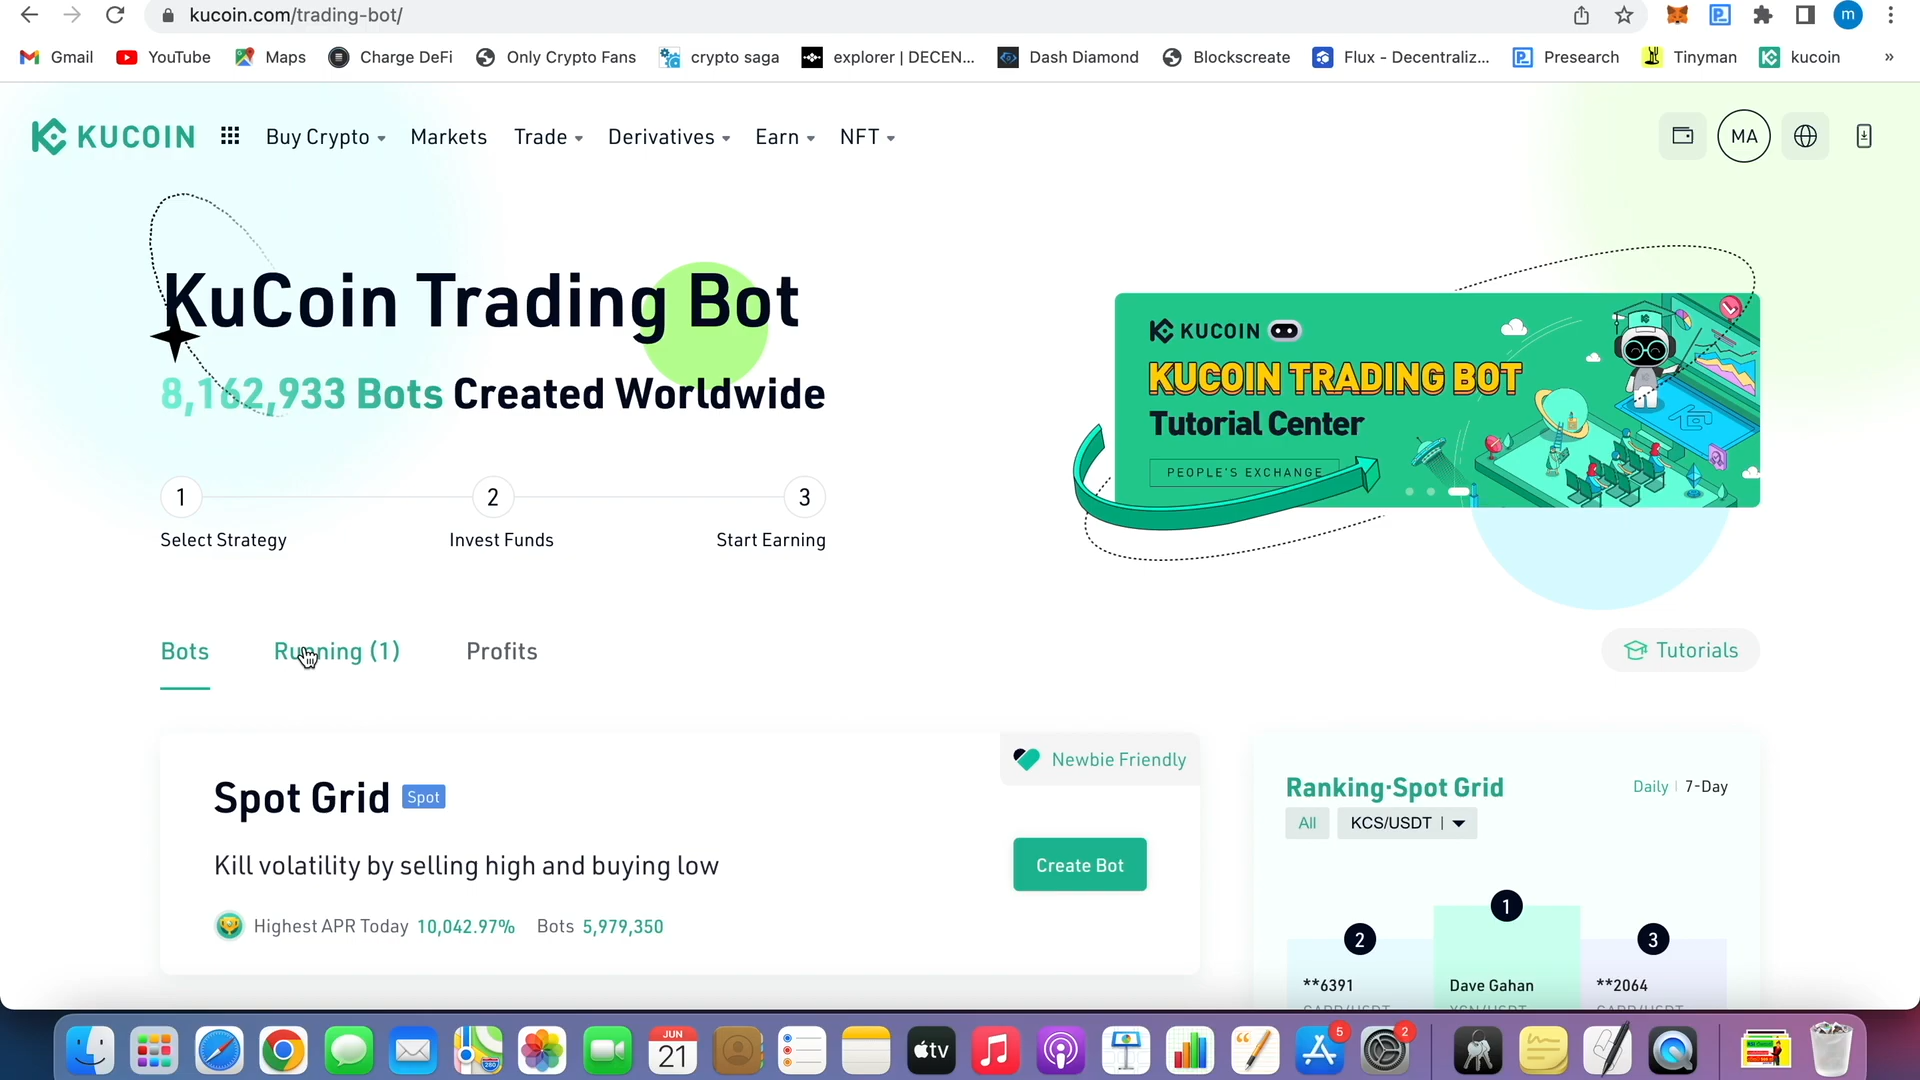 kucoin.com/trading-bot/
m
Gmail YouTube Maps Charge DeFi Only Crypto Fans crypto saga explorer | DECEN... Dash Diamond Blockscreate Flux - Decentraliz... Presearch Tinyman kucoin »
KUCOIN Buy Crypto Markets Trade Derivatives Earn NFT MA
KuCoin Trading Bot
8,162,933 Bots Created Worldwide
1 2 3
Select Strategy Invest Funds Start Earning
KUCOIN
KUCOIN TRADING BOT
Tutorial Center
PEOPLE'S EXCHANGE
Bots Running (1) Profits Tutorials
Newbie Friendly
Spot Grid Spot
Kill volatility by selling high and buying low
Create Bot
Highest APR Today 10,042.97% Bots 5,979,350
Ranking·Spot Grid Daily | 7-Day
All KCS/USDT |
1
2 3
**6391 Dave Gahan **2064
JUN
21
tv
5
2
280